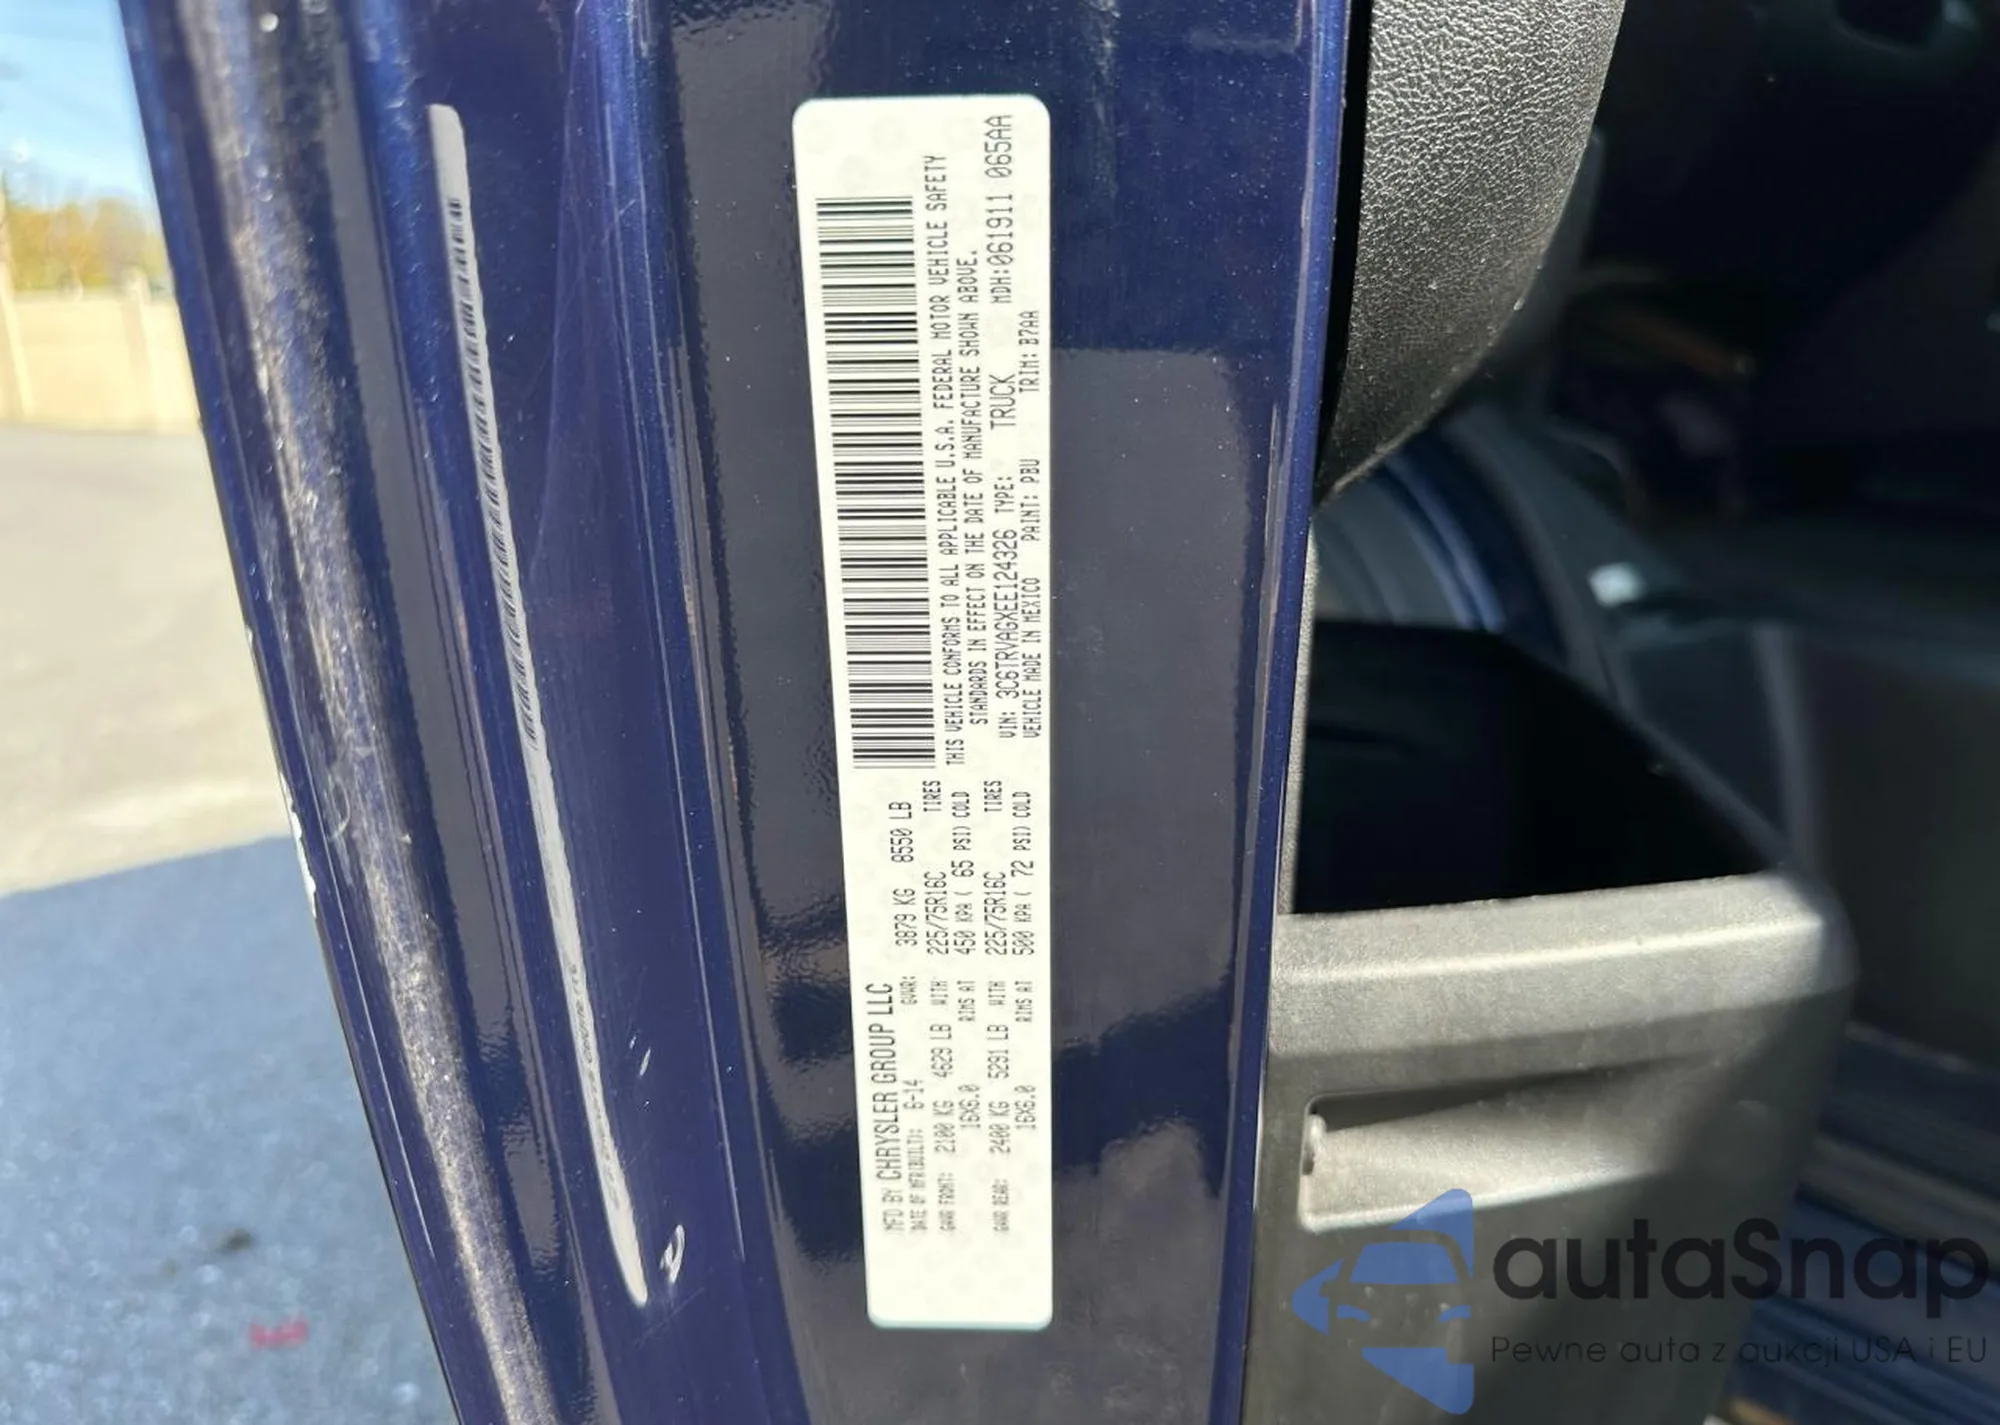 MFD BY CHRYSLER GROUP LLC
DATE OF MFR(BUILT): 6-14 GVWR: 3879 KG 8550 LB
GAWR FRONT: 2100 KG 4629 LB WITH 225/75R16C TIRES
16X6.0 RIMS AT 450 KPA ( 65 PSI) COLD
GAWR REAR: 2400 KG 5291 LB WITH 225/75R16C TIRES
16X6.0 RIMS AT 500 KPA ( 72 PSI) COLD
THIS VEHICLE CONFORMS TO ALL APPLICABLE U.S.A. FEDERAL MOTOR VEHICLE SAFETY
STANDARDS IN EFFECT ON THE DATE OF MANUFACTURE SHOWN ABOVE.
VIN: 3C6TRVAGXEE124326 TYPE: TRUCK MDH:061911 065AA
VEHICLE MADE IN MEXICO PAINT: PBU TRIM: B7AA
autoSnap
Pewne auta z aukcji USA i EU